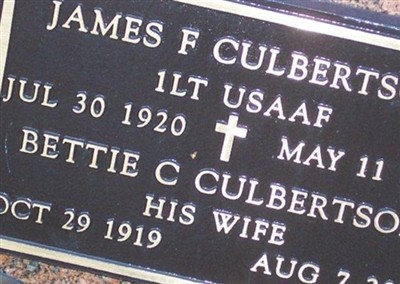 JAMES F CULBERTS
1LT USAAF
JUL 30 1920 MAY 11
BETTIE C CULBERTSO
HIS WIFE
OCT 29 1919 AUG 7